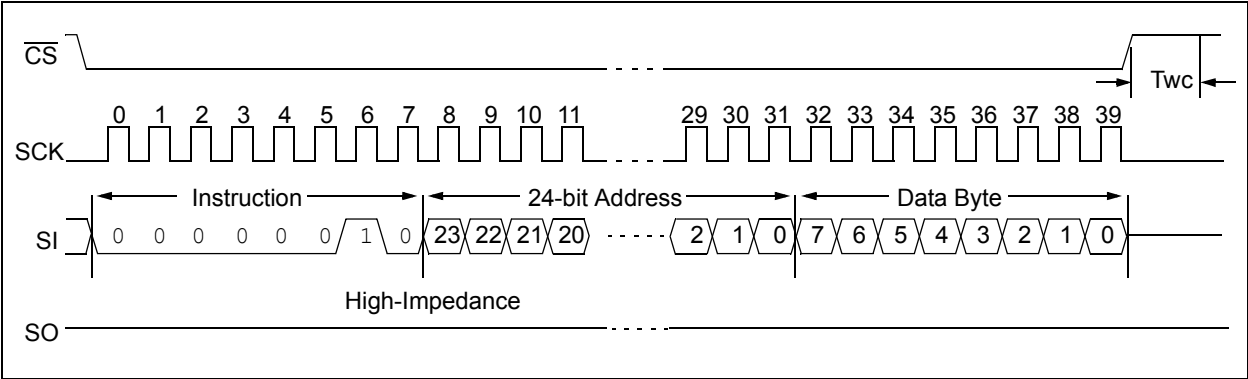 CS
Twc
0 1 2 3 4 5 6 7 8 9 10 11 29 30 31 32 33 34 35 36 37 38 39
SCK
Instruction 24-bit Address Data Byte
SI 0 0 0 0 0 0 1 0 23 22 21 20 2 1 0 7 6 5 4 3 2 1 0
High-Impedance
SO